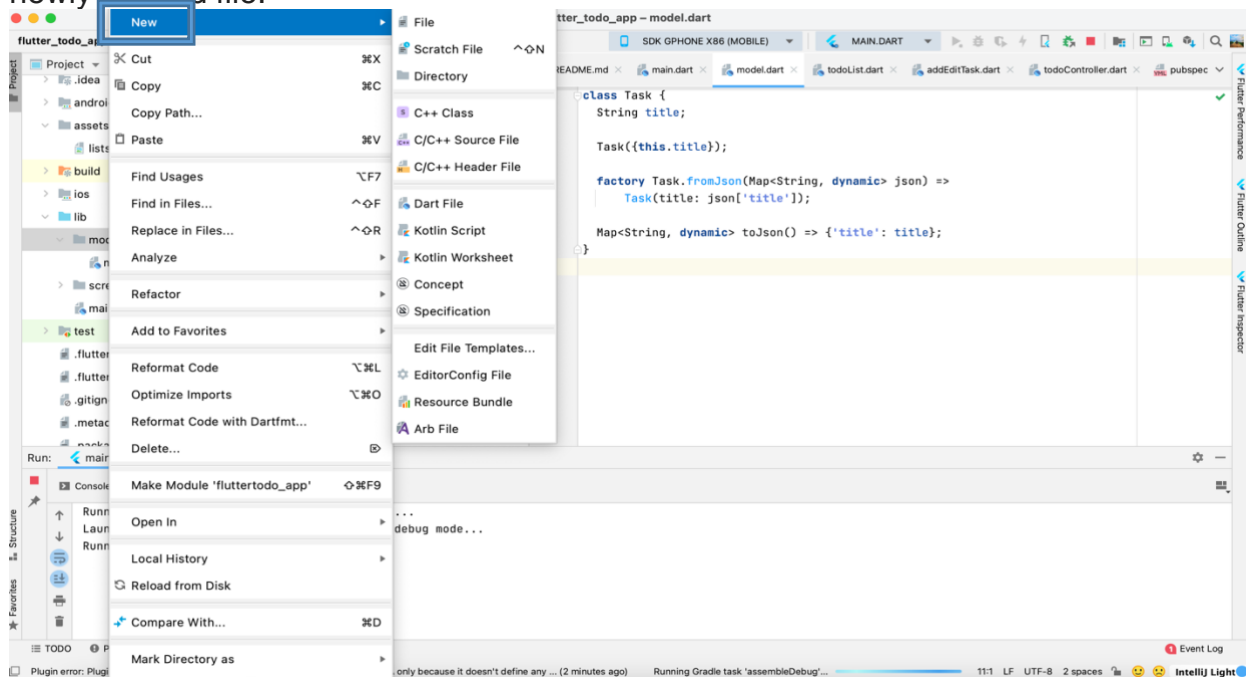 file.
tter_todo_app – model.dart
flutter_todo_ap
SDK GPHONE X86 (MOBILE)
MAIN.DART
Project
README.md
main.dart
model.dart
todoList.dart
addEditTask.dart
todoController.dart
pubspec
.idea
androi
assets
lists
build
ios
lib
mod
scre
mai
test
.flutter
.flutter
.gitign
.metad
New
Cut ⌘X
Copy ⌘C
Copy Path...
Paste ⌘V
Find Usages ⌥F7
Find in Files... ^⇧F
Replace in Files... ^⇧R
Analyze
Refactor
Add to Favorites
Reformat Code ⌥⌘L
Optimize Imports ⌥⌘O
Reformat Code with Dartfmt...
Delete... ⌦
Make Module 'fluttertodo_app' ⇧⌘F9
Open In
Local History
Reload from Disk
Compare With... ⌘D
Mark Directory as
File
Scratch File ^⇧N
Directory
C++ Class
C/C++ Source File
C/C++ Header File
Dart File
Kotlin Script
Kotlin Worksheet
Concept
Specification
Edit File Templates...
EditorConfig File
Resource Bundle
Arb File
class Task {
String title;
Task({this.title});
factory Task.fromJson(Map<String, dynamic> json) =>
Task(title: json['title']);
Map<String, dynamic> toJson() => {'title': title};
}
Flutter Performance
Flutter Outline
Flutter Inspector
Run: main
Console
Runn ...
Laun debug mode...
Runn
Structure
Favorites
TODO
Event Log
Plugin error: Plugi only because it doesn't define any ... (2 minutes ago) Running Gradle task 'assembleDebug'... 11:1 LF UTF-8 2 spaces IntelliJ Light